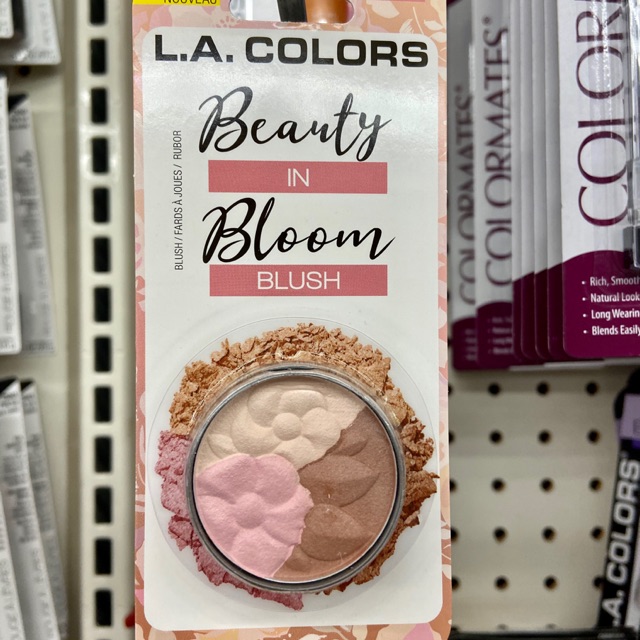 NOUVEAU
L.A. COLORS
Beauty
IN
Bloom
BLUSH
BLUSH / FARDS À JOUES / RUBOR
COLORMATES
COLORMATES
COLOR
• Rich, Smooth
• Natural Look
• Long Wearin
• Blends Easily
L.A. COLORS